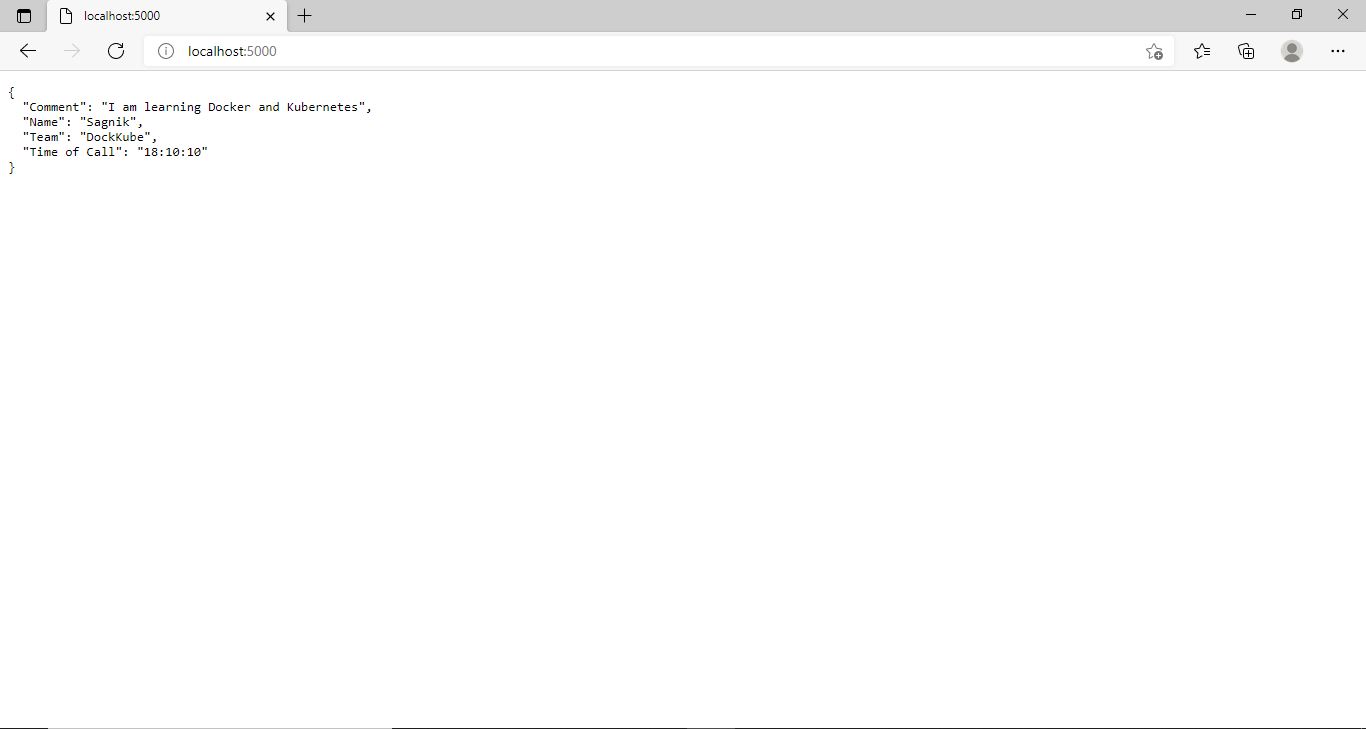 localhost:5000
localhost:5000
{
  "Comment": "I am learning Docker and Kubernetes",
  "Name": "Sagnik",
  "Team": "DockKube",
  "Time of Call": "18:10:10"
}